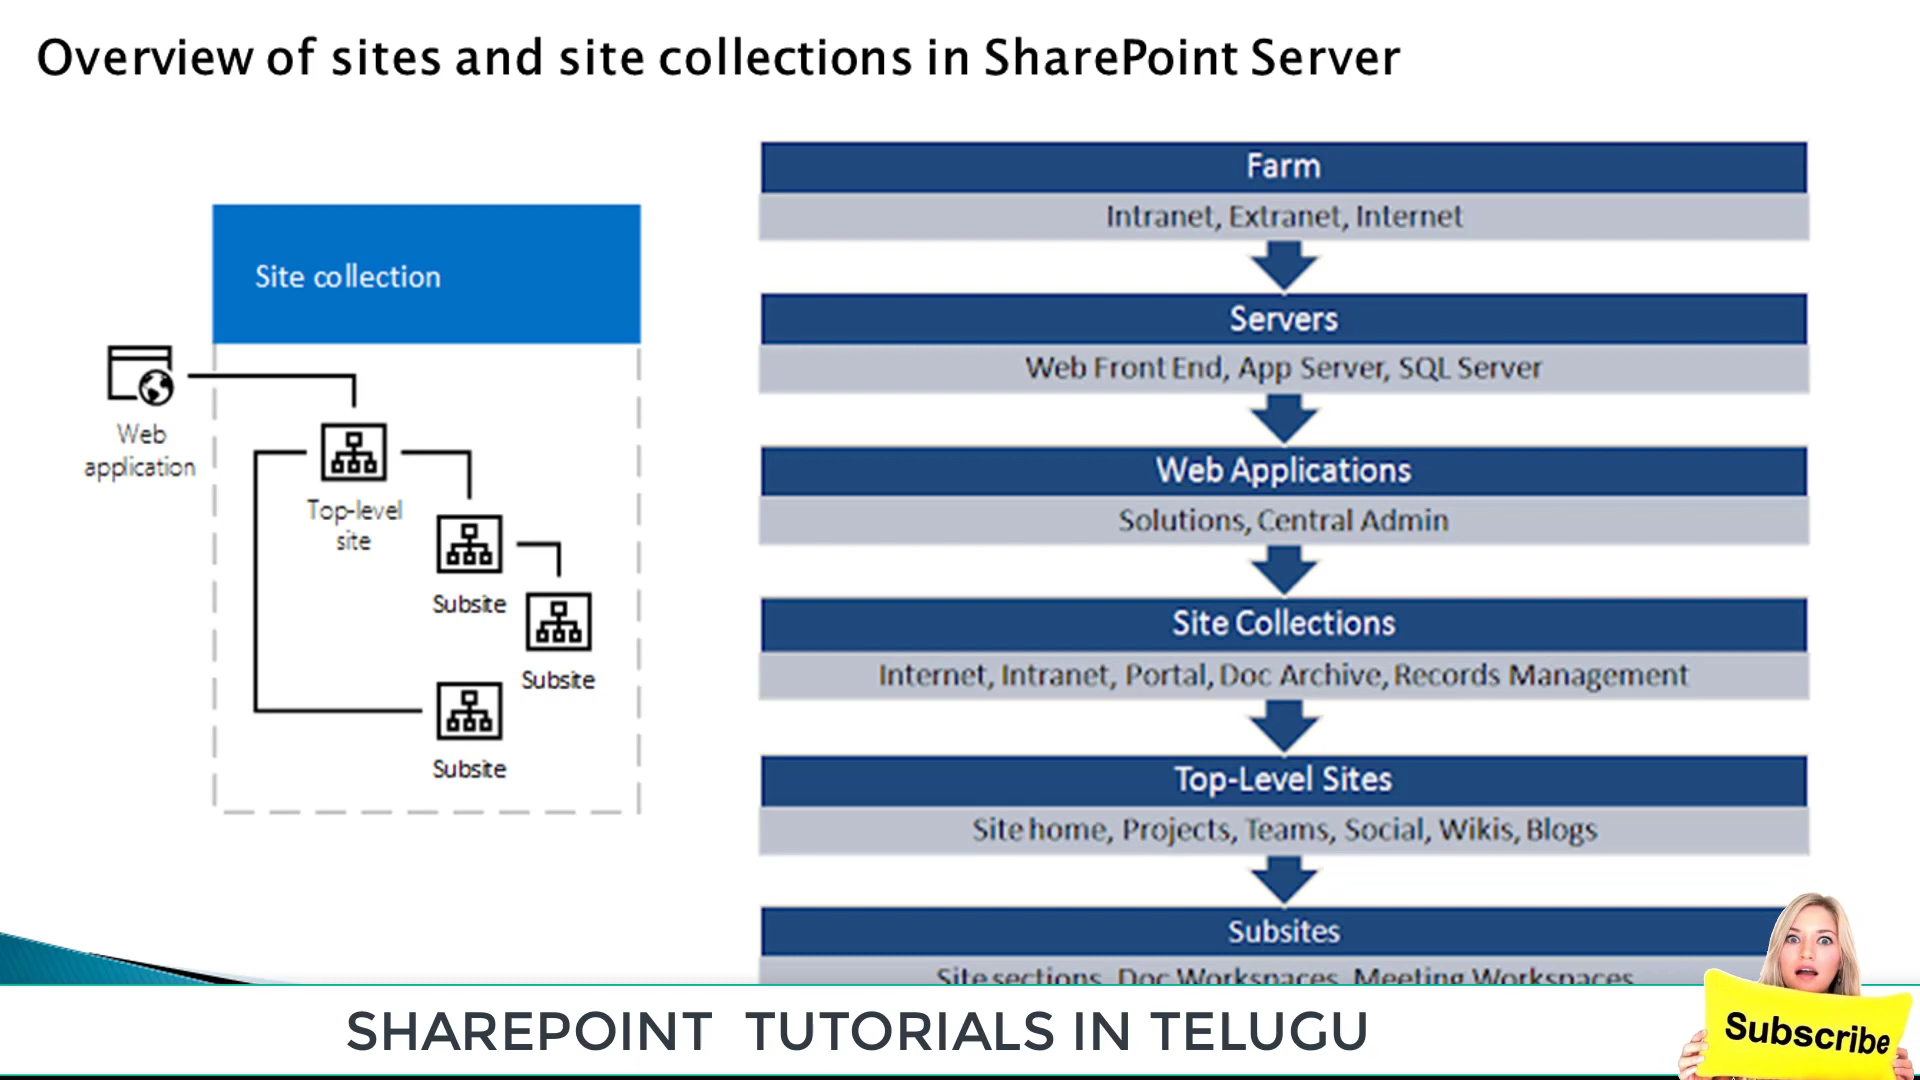 Overview of sites and site collections in SharePoint Server
Site collection
Web
application
Top-level
site
Subsite
Subsite
Subsite
Farm
Intranet, Extranet, Internet
Servers
Web Front End, App Server, SQL Server
Web Applications
Solutions, Central Admin
Site Collections
Internet, Intranet, Portal, Doc Archive, Records Management
Top-Level Sites
Site home, Projects, Teams, Social, Wikis, Blogs
Subsites
Site sections, Doc Workspaces, Meeting Workspaces
SHAREPOINT TUTORIALS IN TELUGU
Subscribe